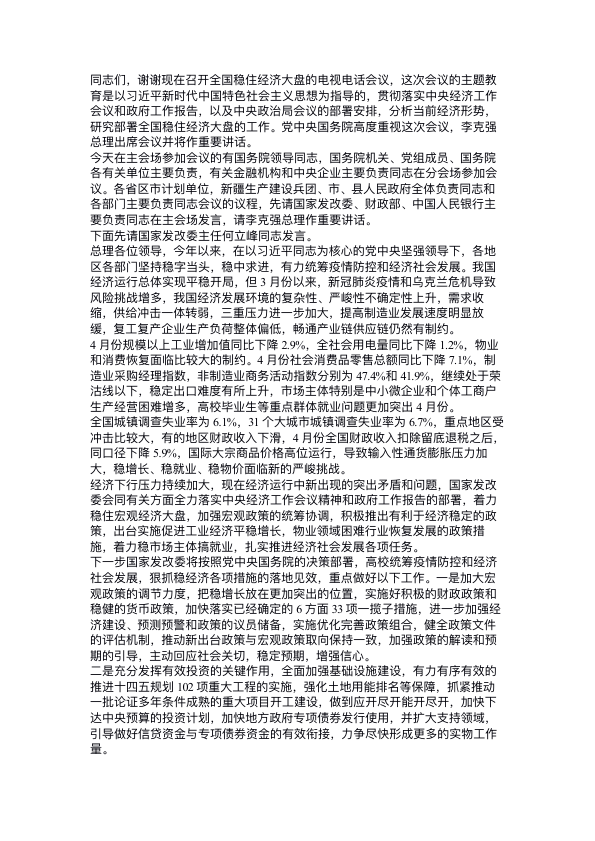 同志们，谢谢现在召开全国稳住经济大盘的电视电话会议，这次会议的主题教
育是以习近平新时代中国特色社会主义思想为指导的，贯彻落实中央经济工作
会议和政府工作报告，以及中央政治局会议的部署安排，分析当前经济形势，
研究部署全国稳住经济大盘的工作。党中央国务院高度重视这次会议，李克强
总理出席会议并将作重要讲话。
今天在主会场参加会议的有国务院领导同志，国务院机关、党组成员、国务院
各有关单位主要负责，有关金融机构和中央企业主要负责同志在分会场参加会
议。各省区市计划单位，新疆生产建设兵团、市、县人民政府全体负责同志和
各部门主要负责同志会议的议程，先请国家发改委、财政部、中国人民银行主
要负责同志在主会场发言，请李克强总理作重要讲话。
下面先请国家发改委主任何立峰同志发言。
总理各位领导，今年以来，在以习近平同志为核心的党中央坚强领导下，各地
区各部门坚持稳字当头，稳中求进，有力统筹疫情防控和经济社会发展。我国
经济运行总体实现平稳开局，但 3 月份以来，新冠肺炎疫情和乌克兰危机导致
风险挑战增多，我国经济发展环境的复杂性、严峻性不确定性上升，需求收
缩，供给冲击一体转弱，三重压力进一步加大，提高制造业发展速度明显放
缓，复工复产企业生产负荷整体偏低，畅通产业链供应链仍然有制约。
4 月份规模以上工业增加值同比下降 2.9%，全社会用电量同比下降 1.2%，物业
和消费恢复面临比较大的制约。4 月份社会消费品零售总额同比下降 7.1%，制
造业采购经理指数，非制造业商务活动指数分别为 47.4%和 41.9%，继续处于荣
沽线以下，稳定出口难度有所上升，市场主体特别是中小微企业和个体工商户
生产经营困难增多，高校毕业生等重点群体就业问题更加突出 4 月份。
全国城镇调查失业率为 6.1%，31 个大城市调查失业率为 6.7%，重点地区受
冲击比较大，有的地区财政收入下滑，4 月份全国财政收入扣除留底退税之后，
同口径下降 5.9%，国际大宗商品价格高位运行，导致输入性通货膨胀压力加
大，稳增长、稳就业、稳物价面临新的严峻挑战。
经济下行压力持续加大，现在经济运行中新出现的突出矛盾和问题，国家发改
委会同有关方面全力落实中央经济工作会议精神和政府工作报告的部署，着力
稳住宏观经济大盘，加强宏观政策的统筹协调，积极推出有利于经济稳定的政
策，出台实施促进工业经济平稳增长，物业领域困难行业恢复发展的政策措
施，着力稳市场主体搞就业，扎实推进经济社会发展各项任务。
下一步国家发改委将按照党中央国务院的决策部署，高校统筹疫情防控和经济
社会发展，狠抓稳经济各项措施的落地见效，重点做好以下工作。一是加大宏
观政策的调节力度，把稳增长放在更加突出的位置，实施好积极的财政政策和
稳健的货币政策，加快落实已经确定的 6 方面 33 项一揽子措施，进一步加强经
济建设、预测预警和政策的议员储备，实施优化完善政策组合，健全政策文件
的评估机制，推动新出台政策与宏观政策取向保持一致，加强政策的解读和预
期的引导，主动回应社会关切，稳定预期，增强信心。
二是充分发挥有效投资的关键作用，全面加强基础设施建设，有力有序有效的
推进十四五规划 102 项重大工程的实施，强化土地用能排名等保障，抓紧推动
一批论证多年条件成熟的重大项目开工建设，做到应开尽开能开尽开，加快下
达中央预算的投资计划，加快地方政府专项债券发行使用，并扩大支持领域，
引导做好信贷资金与专项债券资金的有效衔接，力争尽快形成更多的实物工作
量。